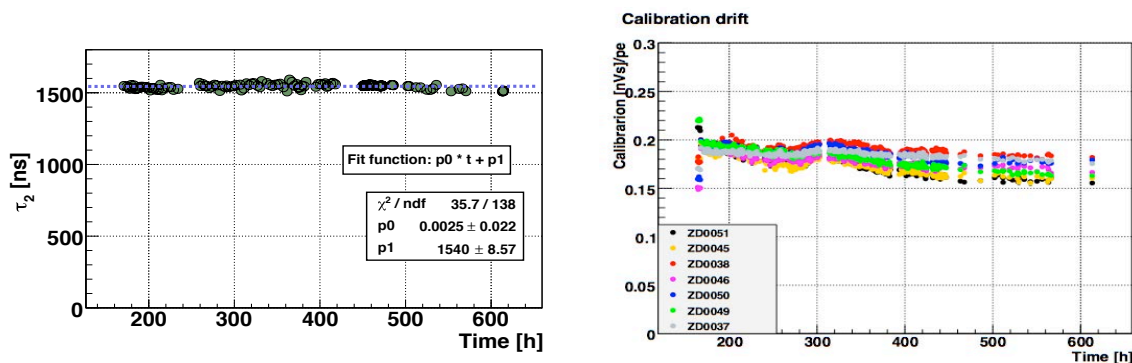 τ2 [ns]
1500
1000
500
0
Fit function: p0 * t + p1
χ2 / ndf 35.7 / 138
p0 0.0025 ± 0.022
p1 1540 ± 8.57
200 300 400 500 600
Time [h]
Calibration drift
Calibrarion [nVs]/pe
0.3
0.25
0.2
0.15
0.1
0.05
0
ZD0051
ZD0045
ZD0038
ZD0046
ZD0050
ZD0049
ZD0037
200 300 400 500 600
Time [h]